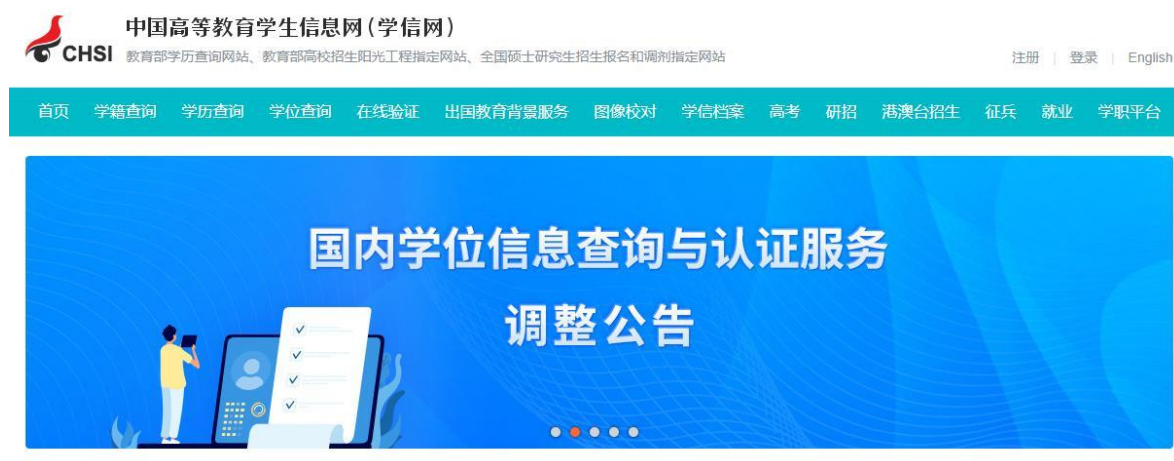 中国高等教育学生信息网(学信网)
CHSI 教育部学历查询网站、教育部高校招生阳光工程指定网站、全国硕士研究生招生报名和调剂指定网站
注册 | 登录 | English
首页 学籍查询 学历查询 学位查询 在线验证 出国教育背景服务 图像校对 学信档案 高考 研招 港澳台招生 征兵 就业 学职平台
国内学位信息查询与认证服务
调整公告